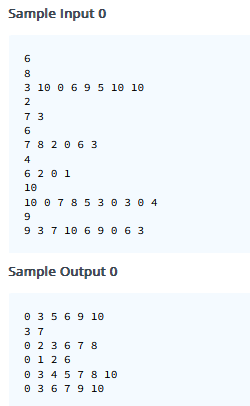 Sample Input 0
6
8
3 10 0 6 9 5 10 10
2
7 3
6
7 8 2 0 6 3
4
6 2 0 1
10
10 0 7 8 5 3 0 3 0 4
9
9 3 7 10 6 9 0 6 3
Sample Output 0
0 3 5 6 9 10
3 7
0 2 3 6 7 8
0 1 2 6
0 3 4 5 7 8 10
0 3 6 7 9 10